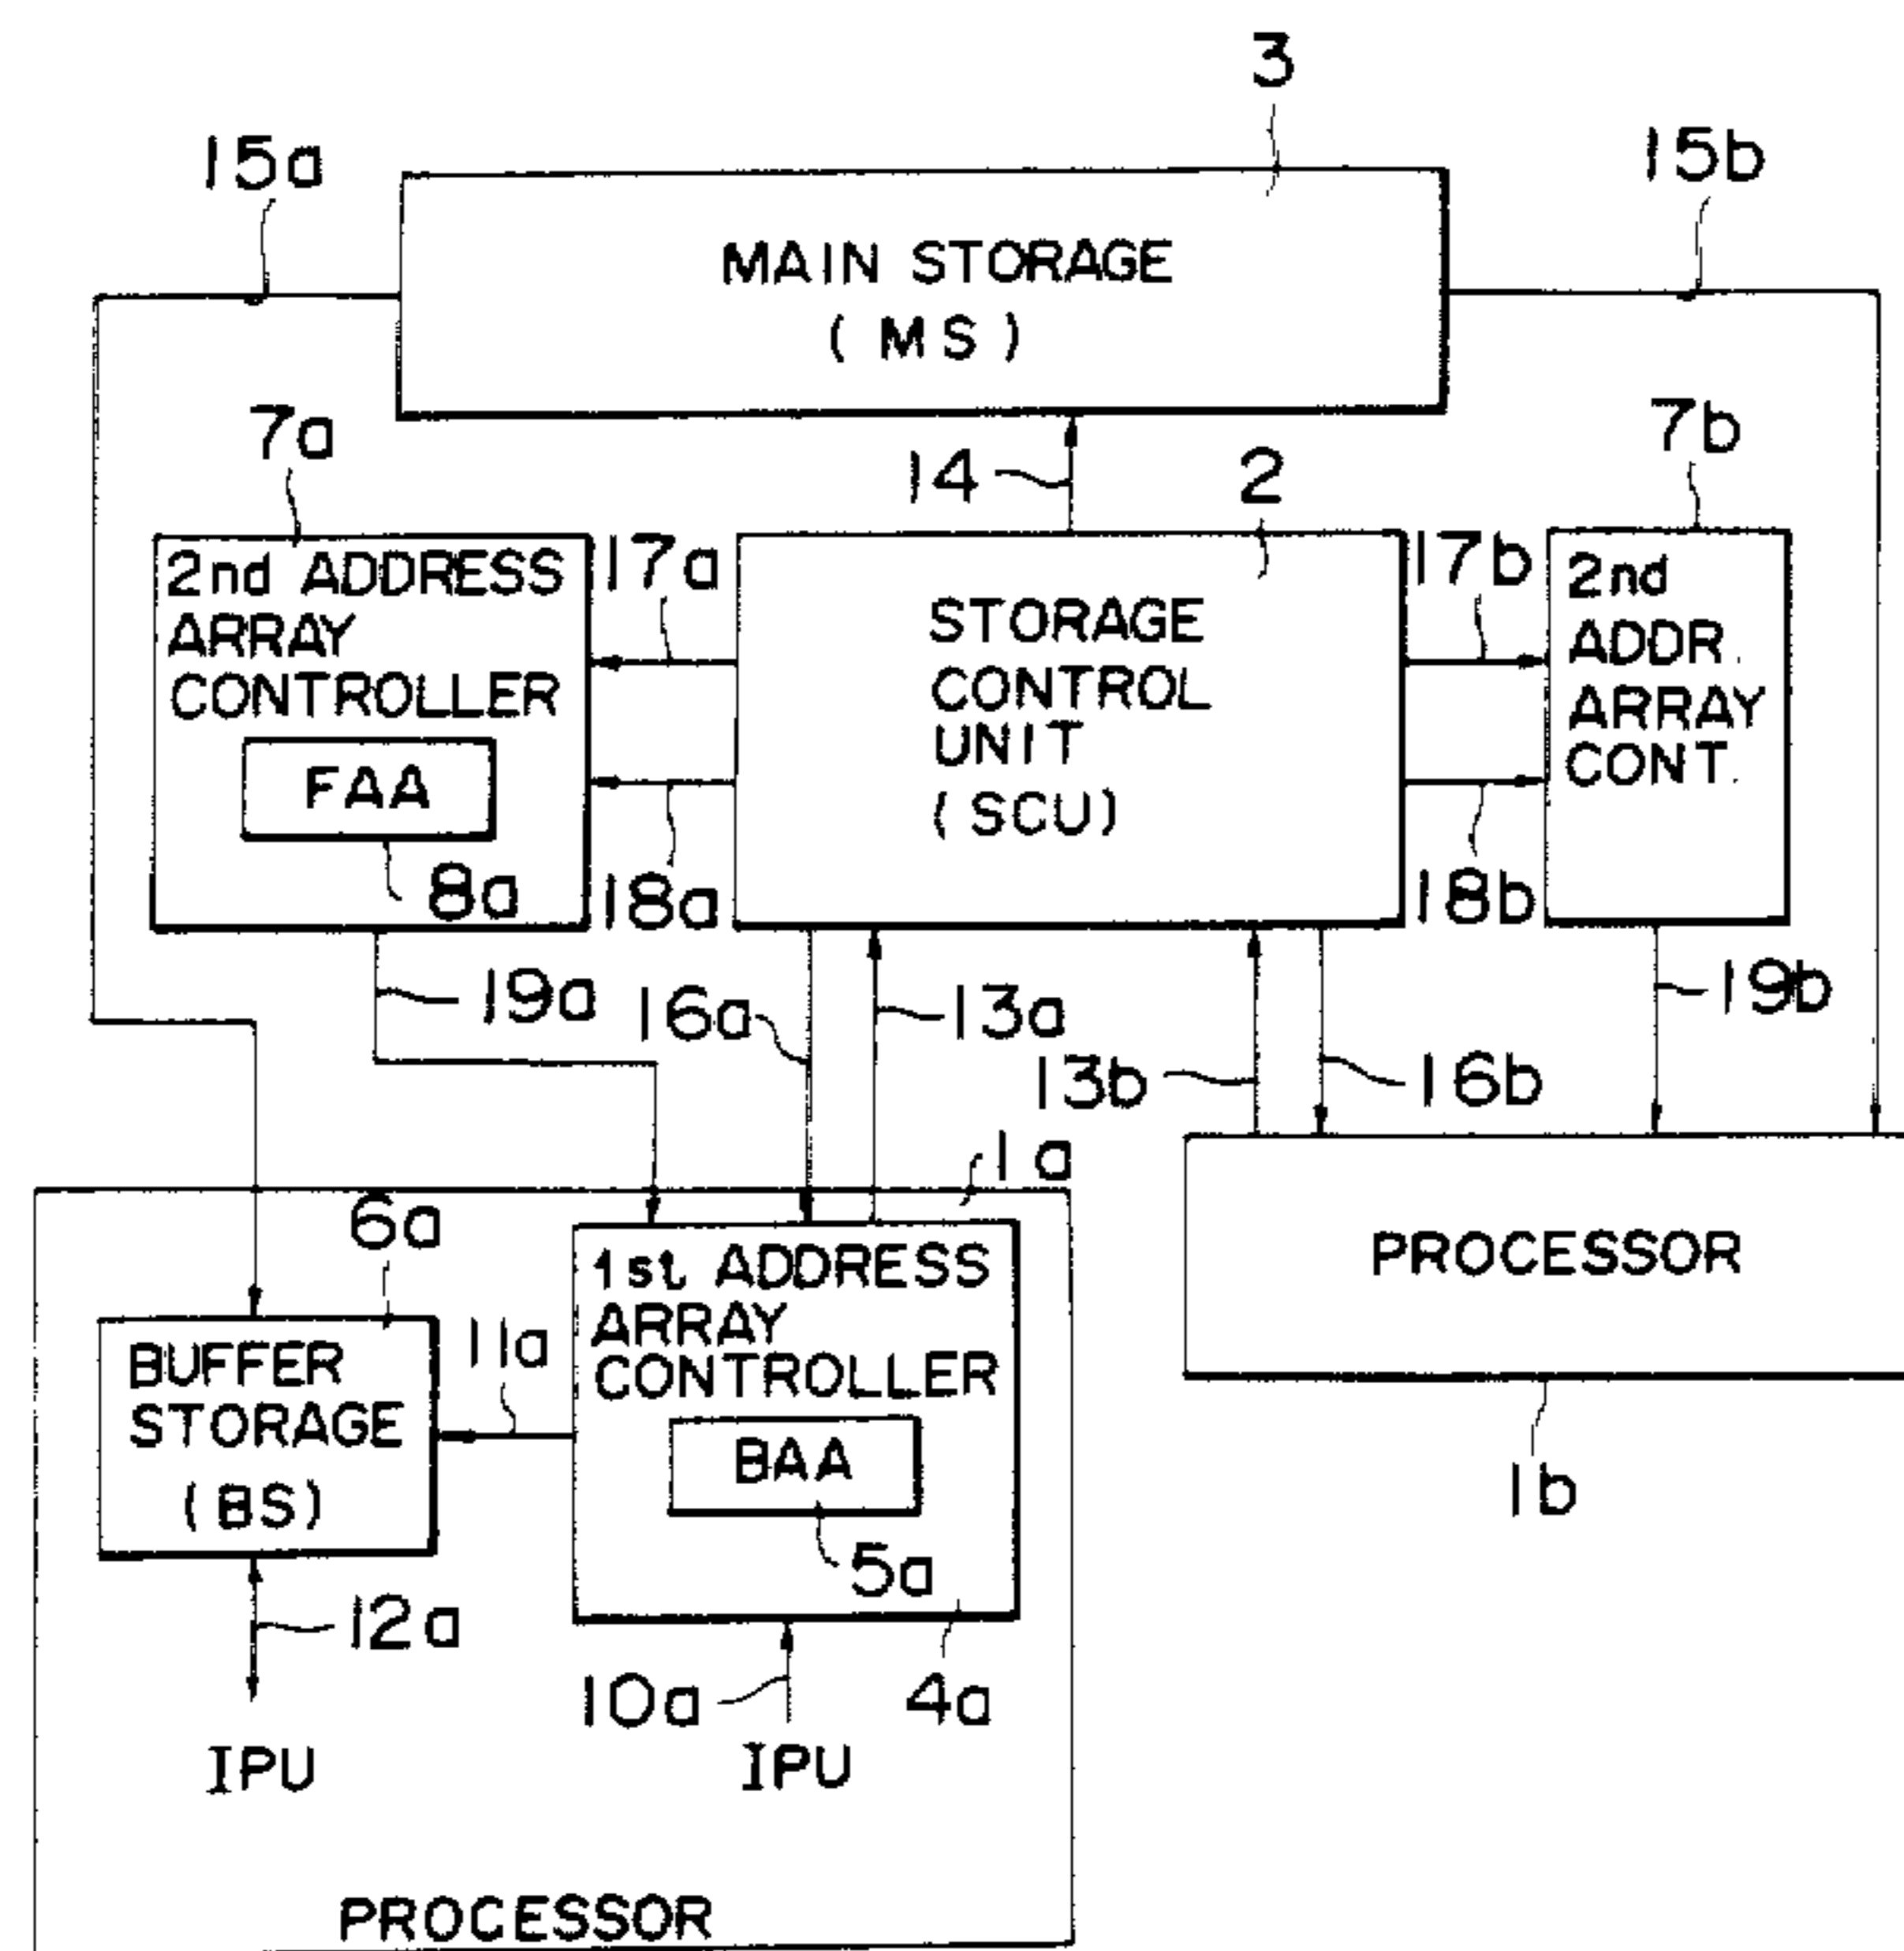 3
15a
15b
MAIN STORAGE
(MS)
7a
14
2
7b
2nd ADDRESS
ARRAY
CONTROLLER
FAA
8a
17a
18a
STORAGE
CONTROL
UNIT
(SCU)
17b
18b
2nd
ADDR.
ARRAY
CONT.
19a
16a
13a
13b
16b
19b
1a
6a
BUFFER
STORAGE
(BS)
11a
1st ADDRESS
ARRAY
CONTROLLER
BAA
5a
PROCESSOR
1b
12a
10a
4a
IPU
IPU
PROCESSOR